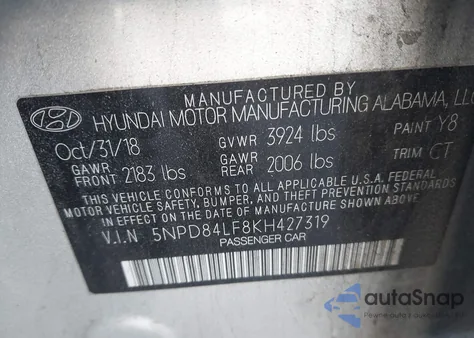 MANUFACTURED BY
HYUNDAI MOTOR MANUFACTURING ALABAMA, LLC
Oct/31/18 GVWR 3924 lbs PAINT Y8
GAWR FRONT 2183 lbs GAWR REAR 2006 lbs TRIM CT
THIS VEHICLE CONFORMS TO ALL APPLICABLE U.S.A. FEDERAL
MOTOR VEHICLE SAFETY, BUMPER, AND THEFT PREVENTION STANDARDS
IN EFFECT ON THE DATE OF MANUFACTURE SHOWN ABOVE.
V.I.N. 5NPD84LF8KH427319
PASSENGER CAR
autoSnap